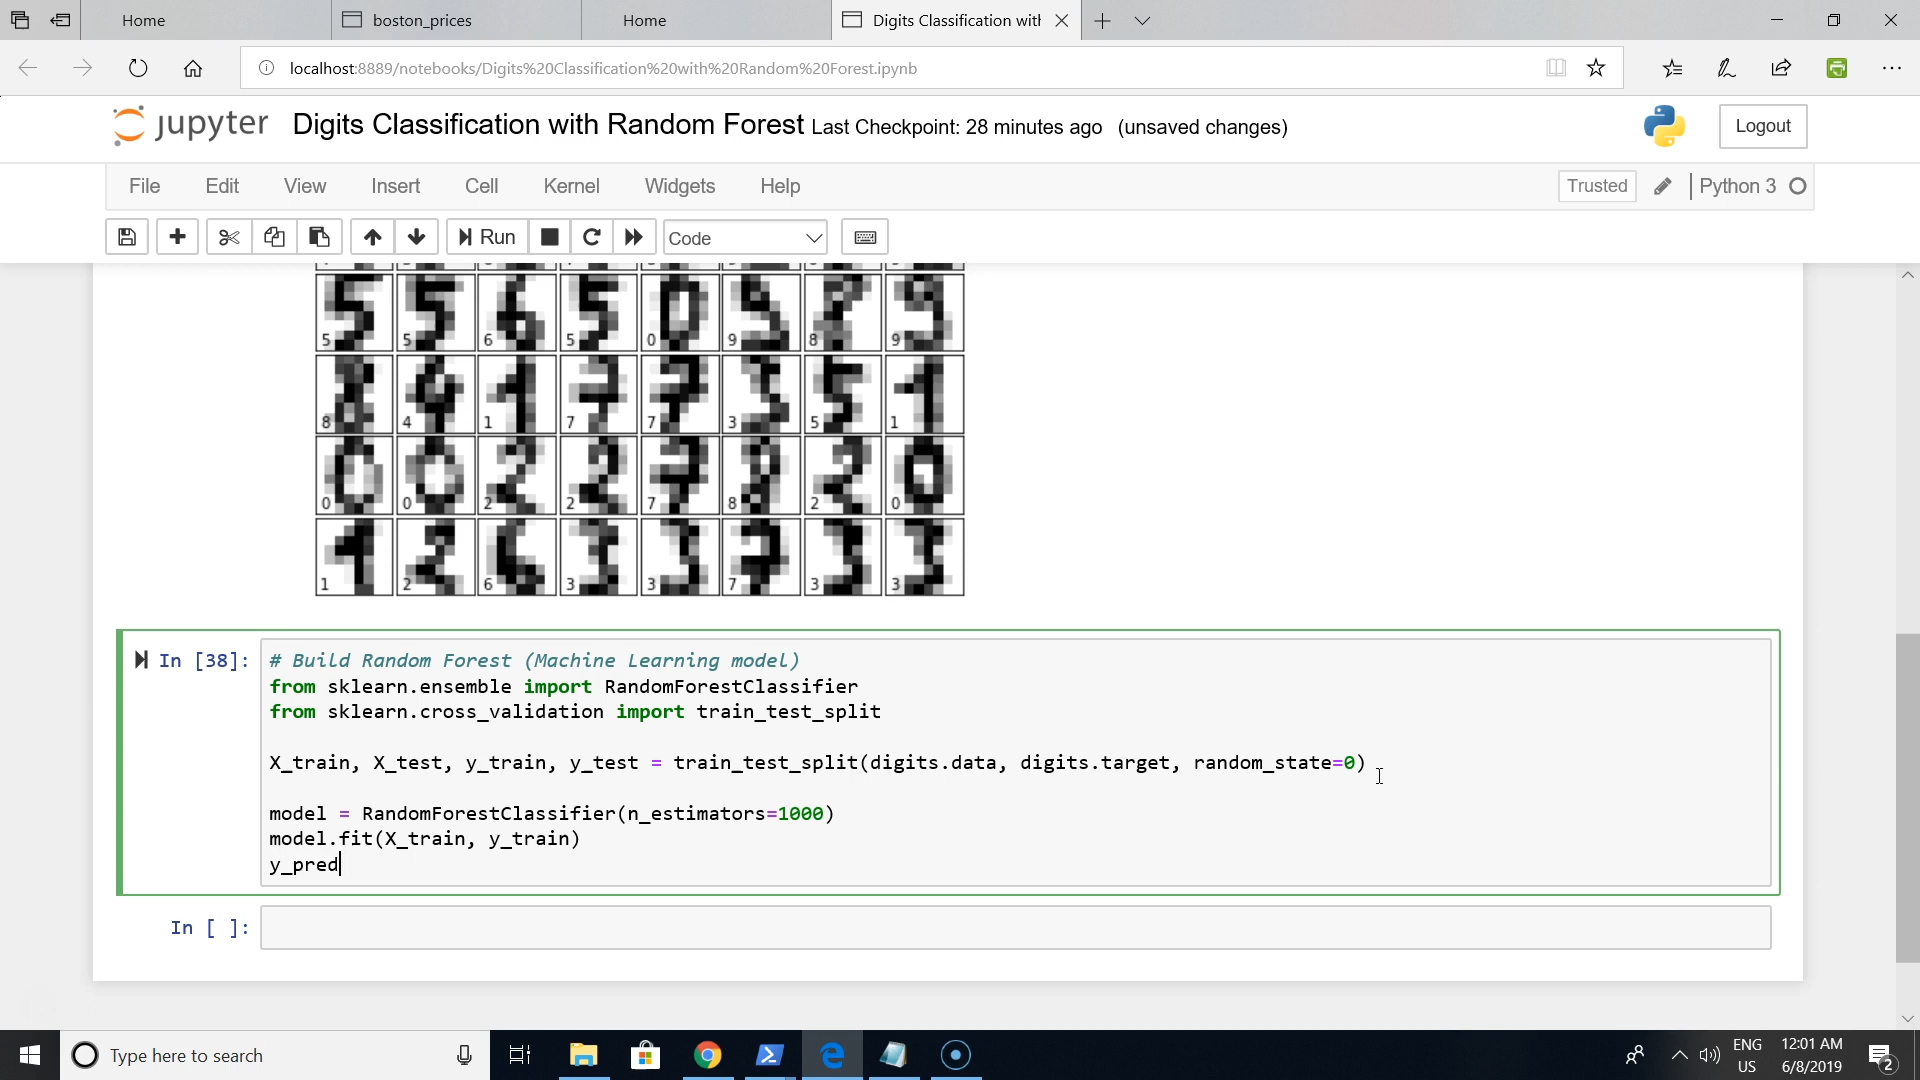 Home
boston_prices
Home
Digits Classification wit
localhost:8889/notebooks/Digits%20Classification%20with%20Random%20Forest.ipynb
jupyter Digits Classification with Random Forest Last Checkpoint: 28 minutes ago (unsaved changes)
Logout
File Edit View Insert Cell Kernel Widgets Help
Trusted
Python 3
Run
Code
5 5 6 5 0 9 8 9
8 4 1 7 7 3 5 1
0 0 2 2 7 8 2 0
1 2 6 3 3 7 3 3
In [38]:
# Build Random Forest (Machine Learning model)
from sklearn.ensemble import RandomForestClassifier
from sklearn.cross_validation import train_test_split
X_train, X_test, y_train, y_test = train_test_split(digits.data, digits.target, random_state=0)
model = RandomForestClassifier(n_estimators=1000)
model.fit(X_train, y_train)
y_pred
In [ ]:
Type here to search
ENG
US
12:01 AM
6/8/2019
2